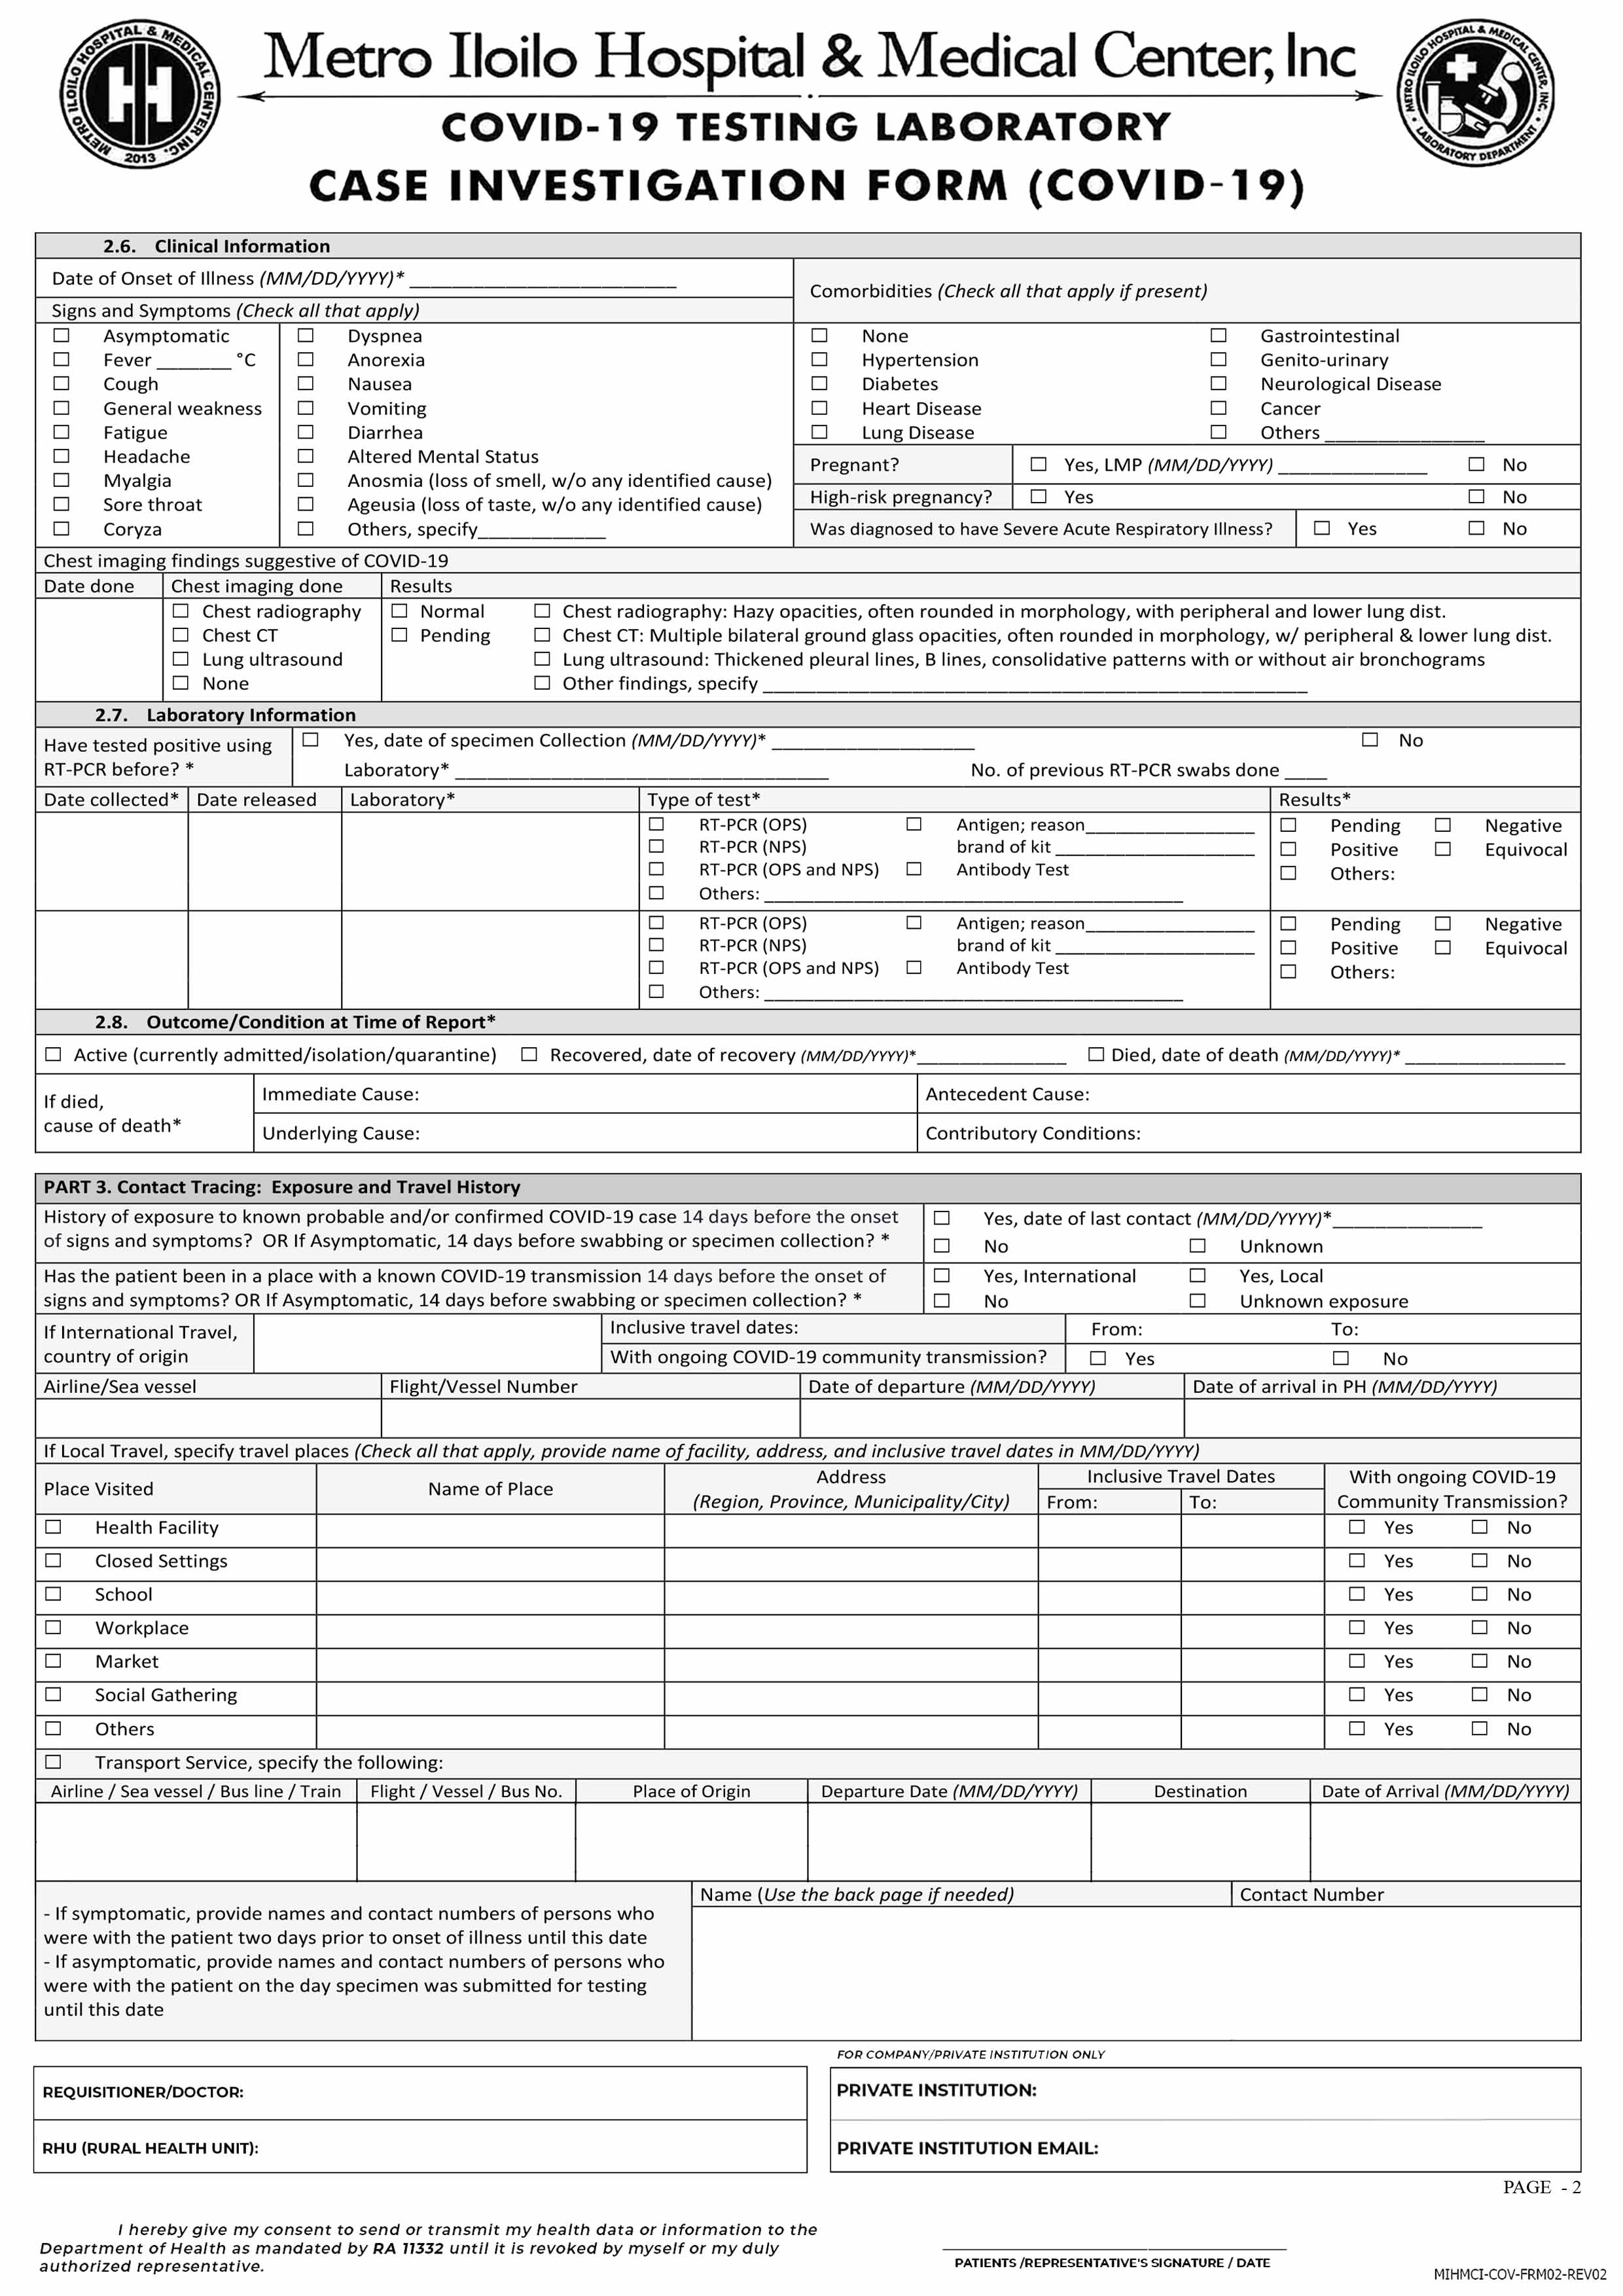 METRO ILOILO HOSPITAL & MEDICAL CENTER INC.
2013
Metro Iloilo Hospital & Medical Center, Inc
METRO ILOILO HOSPITAL & MEDICAL CENTER, INC.
LABORATORY DEPARTMENT
COVID-19 TESTING LABORATORY
CASE INVESTIGATION FORM (COVID-19)
2.6. Clinical Information
Date of Onset of Illness (MM/DD/YYYY)* ____________________
Comorbidities (Check all that apply if present)
Signs and Symptoms (Check all that apply)
☐ Asymptomatic ☐ Dyspnea ☐ None ☐ Gastrointestinal
☐ Fever _______ °C ☐ Anorexia ☐ Hypertension ☐ Genito-urinary
☐ Cough ☐ Nausea ☐ Diabetes ☐ Neurological Disease
☐ General weakness ☐ Vomiting ☐ Heart Disease ☐ Cancer
☐ Fatigue ☐ Diarrhea ☐ Lung Disease ☐ Others _______________
☐ Headache ☐ Altered Mental Status
Pregnant? ☐ Yes, LMP (MM/DD/YYYY) ______________ ☐ No
☐ Myalgia ☐ Anosmia (loss of smell, w/o any identified cause)
High-risk pregnancy? ☐ Yes ☐ No
☐ Sore throat ☐ Ageusia (loss of taste, w/o any identified cause)
☐ Coryza ☐ Others, specify____________
Was diagnosed to have Severe Acute Respiratory Illness? ☐ Yes ☐ No
Chest imaging findings suggestive of COVID-19
Date done Chest imaging done Results
☐ Chest radiography ☐ Normal ☐ Chest radiography: Hazy opacities, often rounded in morphology, with peripheral and lower lung dist.
☐ Chest CT ☐ Pending ☐ Chest CT: Multiple bilateral ground glass opacities, often rounded in morphology, w/ peripheral & lower lung dist.
☐ Lung ultrasound ☐ Lung ultrasound: Thickened pleural lines, B lines, consolidative patterns with or without air bronchograms
☐ None ☐ Other findings, specify ____________________
2.7. Laboratory Information
Have tested positive using RT-PCR before? *
☐ Yes, date of specimen Collection (MM/DD/YYYY)* ___________________ ☐ No
Laboratory* ____________________ No. of previous RT-PCR swabs done ____
Date collected* Date released Laboratory* Type of test* Results*
☐ RT-PCR (OPS) ☐ Antigen; reason________________ ☐ Pending ☐ Negative
☐ RT-PCR (NPS) brand of kit ___________________ ☐ Positive ☐ Equivocal
☐ RT-PCR (OPS and NPS) ☐ Antibody Test ☐ Others:
☐ Others: ____________________
☐ RT-PCR (OPS) ☐ Antigen; reason________________ ☐ Pending ☐ Negative
☐ RT-PCR (NPS) brand of kit ___________________ ☐ Positive ☐ Equivocal
☐ RT-PCR (OPS and NPS) ☐ Antibody Test ☐ Others:
☐ Others: ____________________
2.8. Outcome/Condition at Time of Report*
☐ Active (currently admitted/isolation/quarantine) ☐ Recovered, date of recovery (MM/DD/YYYY)*______________ ☐ Died, date of death (MM/DD/YYYY)* _______________
If died,
cause of death*
Immediate Cause: Antecedent Cause:
Underlying Cause: Contributory Conditions:
PART 3. Contact Tracing: Exposure and Travel History
History of exposure to known probable and/or confirmed COVID-19 case 14 days before the onset
of signs and symptoms? OR If Asymptomatic, 14 days before swabbing or specimen collection? *
☐ Yes, date of last contact (MM/DD/YYYY)*______________
☐ No ☐ Unknown
Has the patient been in a place with a known COVID-19 transmission 14 days before the onset of
signs and symptoms? OR If Asymptomatic, 14 days before swabbing or specimen collection? *
☐ Yes, International ☐ Yes, Local
☐ No ☐ Unknown exposure
If International Travel,
country of origin
Inclusive travel dates: From: To:
With ongoing COVID-19 community transmission? ☐ Yes ☐ No
Airline/Sea vessel Flight/Vessel Number Date of departure (MM/DD/YYYY) Date of arrival in PH (MM/DD/YYYY)
If Local Travel, specify travel places (Check all that apply, provide name of facility, address, and inclusive travel dates in MM/DD/YYYY)
Place Visited Name of Place
Address
(Region, Province, Municipality/City)
Inclusive Travel Dates
From: To:
With ongoing COVID-19
Community Transmission?
☐ Health Facility ☐ Yes ☐ No
☐ Closed Settings ☐ Yes ☐ No
☐ School ☐ Yes ☐ No
☐ Workplace ☐ Yes ☐ No
☐ Market ☐ Yes ☐ No
☐ Social Gathering ☐ Yes ☐ No
☐ Others ☐ Yes ☐ No
☐ Transport Service, specify the following:
Airline / Sea vessel / Bus line / Train Flight / Vessel / Bus No. Place of Origin Departure Date (MM/DD/YYYY) Destination Date of Arrival (MM/DD/YYYY)
- If symptomatic, provide names and contact numbers of persons who
were with the patient two days prior to onset of illness until this date
- If asymptomatic, provide names and contact numbers of persons who
were with the patient on the day specimen was submitted for testing
until this date
Name (Use the back page if needed) Contact Number
FOR COMPANY/PRIVATE INSTITUTION ONLY
REQUISITIONER/DOCTOR:
RHU (RURAL HEALTH UNIT):
PRIVATE INSTITUTION:
PRIVATE INSTITUTION EMAIL:
PAGE - 2
I hereby give my consent to send or transmit my health data or information to the
Department of Health as mandated by RA 11332 until it is revoked by myself or my duly
authorized representative.
PATIENTS /REPRESENTATIVE'S SIGNATURE / DATE
MIHMCI-COV-FRM02-REV02